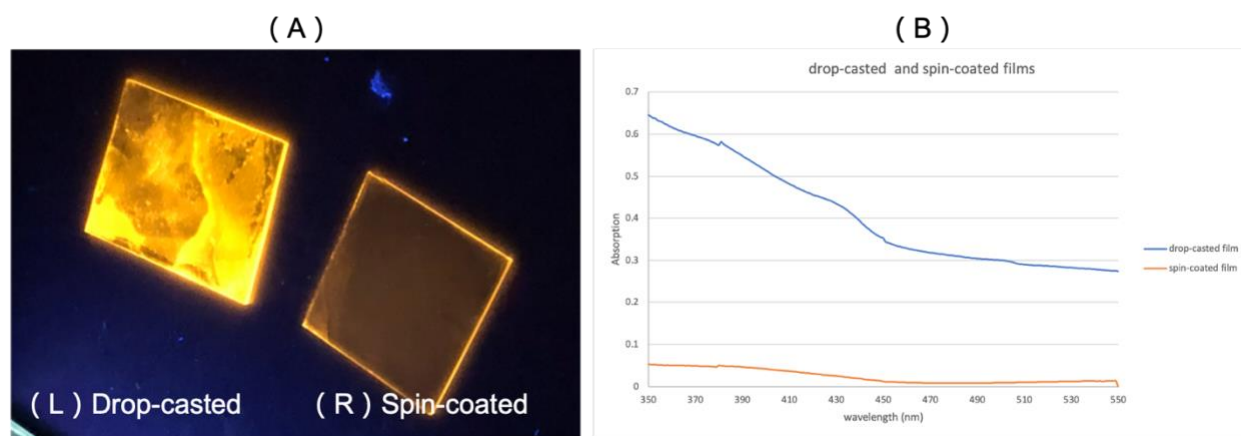 ( A )
( B )
( L ) Drop-casted
( R ) Spin-coated
drop-casted and spin-coated films
0.7
0.6
0.5
0.4
0.3
0.2
0.1
0
Absorption
350
370
390
410
430
450
470
490
510
530
550
wavelength (nm)
drop-casted film
spin-coated film